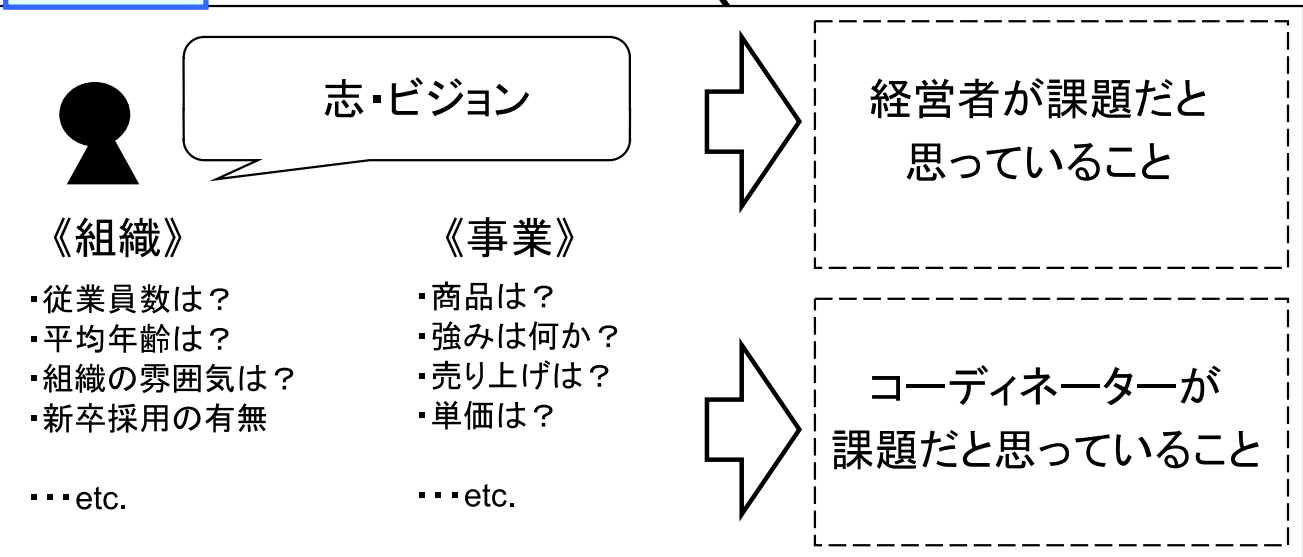 志・ビジョン
《組織》
・従業員数は？
・平均年齢は？
・組織の雰囲気は？
・新卒採用の有無
・・・etc.
《事業》
・商品は？
・強みは何か？
・売り上げは？
・単価は？
・・・etc.
経営者が課題だと
思っていること
コーディネーターが
課題だと思っていること